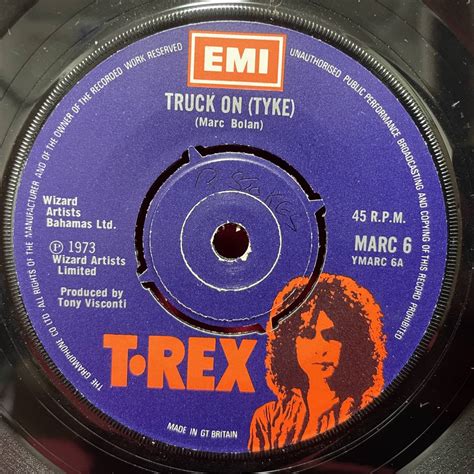 THE GRAMOPHONE CO LTD ALL RIGHTS OF THE MANUFACTURER AND OF THE OWNER OF THE RECORDED WORK RESERVED
EMI
UNAUTHORISED PUBLIC PERFORMANCE BROADCASTING AND COPYING OF THIS RECORD PROHIBITED
TRUCK ON (TYKE)
(Marc Bolan)
Wizard
Artists
Bahamas Ltd.
45 R.P.M.
℗ 1973
MARC 6
Wizard Artists
Limited
YMARC 6A
Produced by
Tony Visconti
T·REX
MADE IN GT BRITAIN